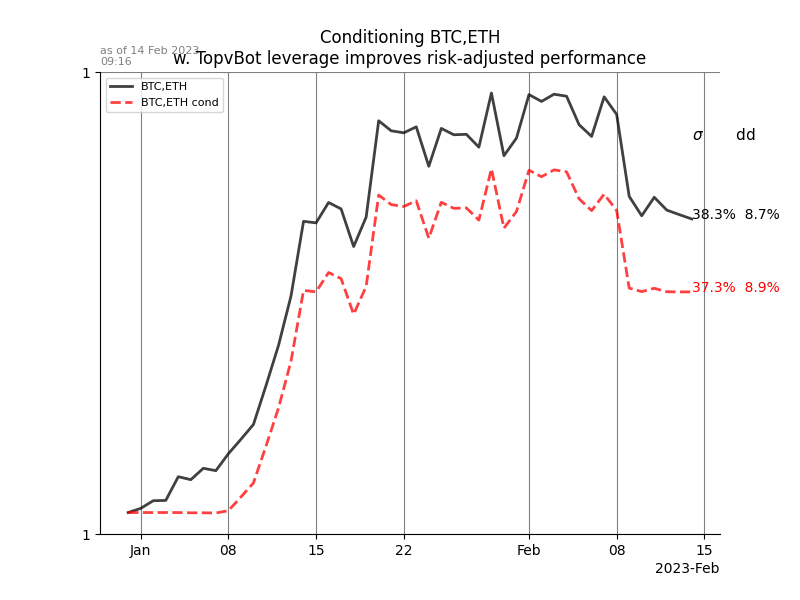 Conditioning BTC,ETH
w. TopvBot leverage improves risk-adjusted performance
as of 14 Feb 2023
09:16
1
BTC,ETH
BTC,ETH cond
σ dd
38.3% 8.7%
37.3% 8.9%
1
Jan 08 15 22 Feb 08 15
2023-Feb